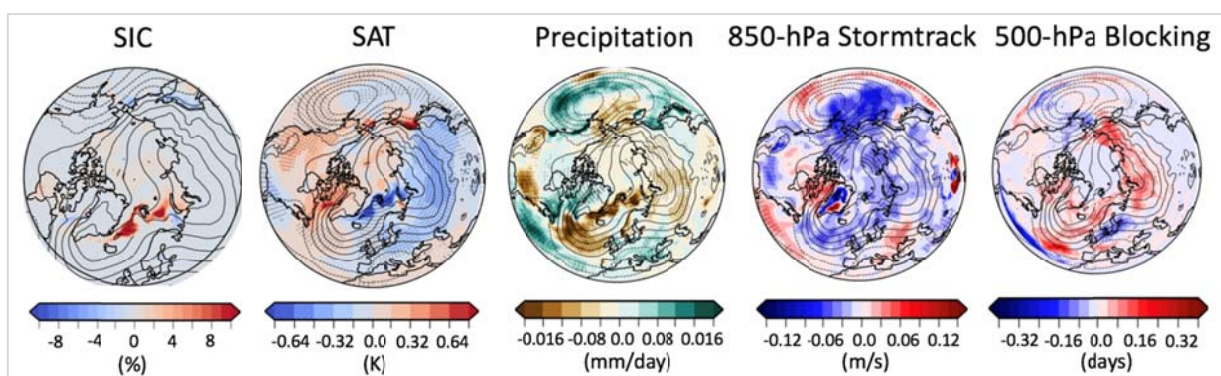 SIC SAT Precipitation 850-hPa Stormtrack 500-hPa Blocking
-8 -4 0 4 8 -0.64 -0.32 0.0 0.32 0.64 -0.016 -0.08 0.0 0.08 0.016 -0.12 -0.06 0.0 0.06 0.12 -0.32 -0.16 0.0 0.16 0.32
(%) (K) (mm/day) (m/s) (days)